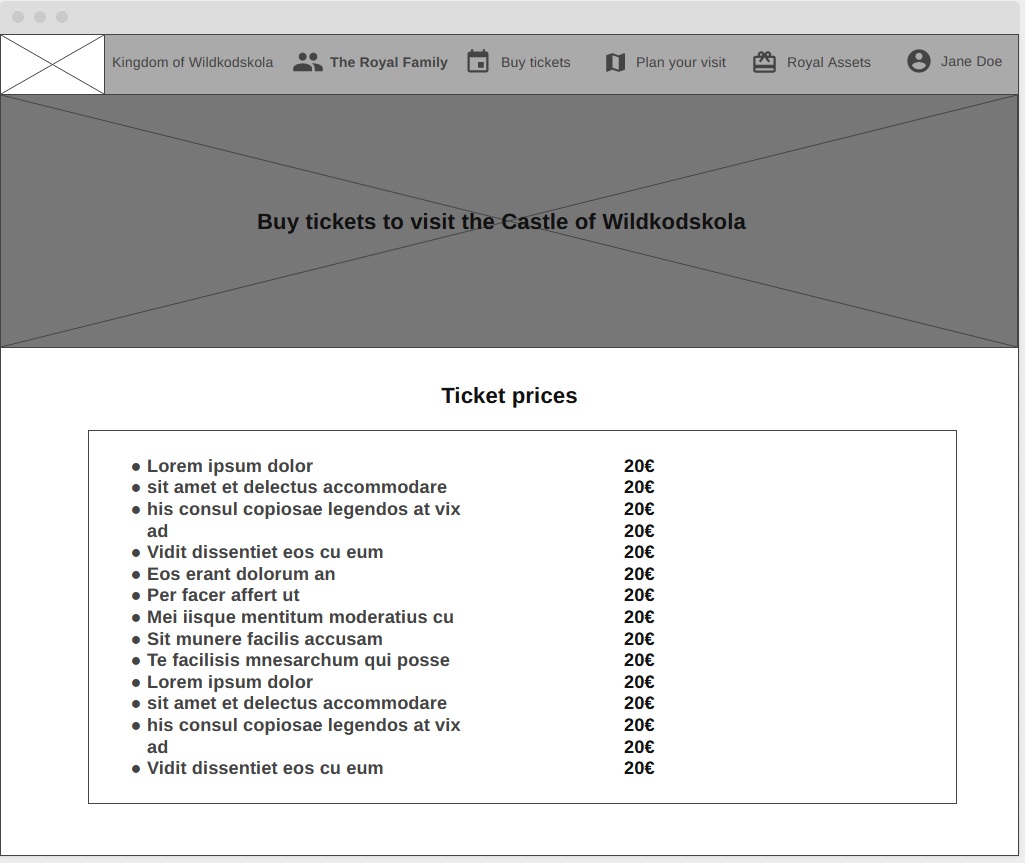 Kingdom of Wildkodskola The Royal Family Buy tickets Plan your visit Royal Assets Jane Doe
Buy tickets to visit the Castle of Wildkodskola
Ticket prices
● Lorem ipsum dolor 20€
● sit amet et delectus accommodare 20€
● his consul copiosae legendos at vix 20€
ad 20€
● Vidit dissentiet eos cu eum 20€
● Eos erant dolorum an 20€
● Per facer affert ut 20€
● Mei iisque mentitum moderatius cu 20€
● Sit munere facilis accusam 20€
● Te facilisis mnesarchum qui posse 20€
● Lorem ipsum dolor 20€
● sit amet et delectus accommodare 20€
● his consul copiosae legendos at vix 20€
ad 20€
● Vidit dissentiet eos cu eum 20€